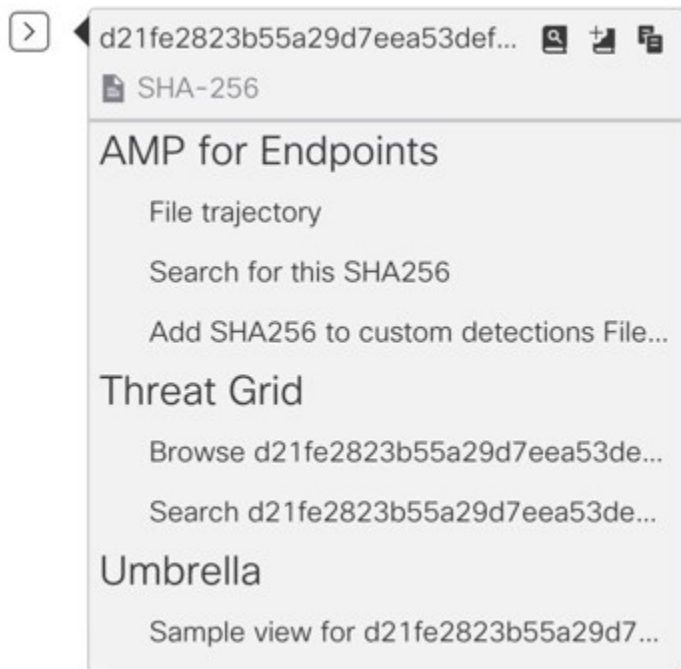 d21fe2823b55a29d7eea53def...
SHA-256
AMP for Endpoints
File trajectory
Search for this SHA256
Add SHA256 to custom detections File...
Threat Grid
Browse d21fe2823b55a29d7eea53de...
Search d21fe2823b55a29d7eea53de...
Umbrella
Sample view for d21fe2823b55a29d7...